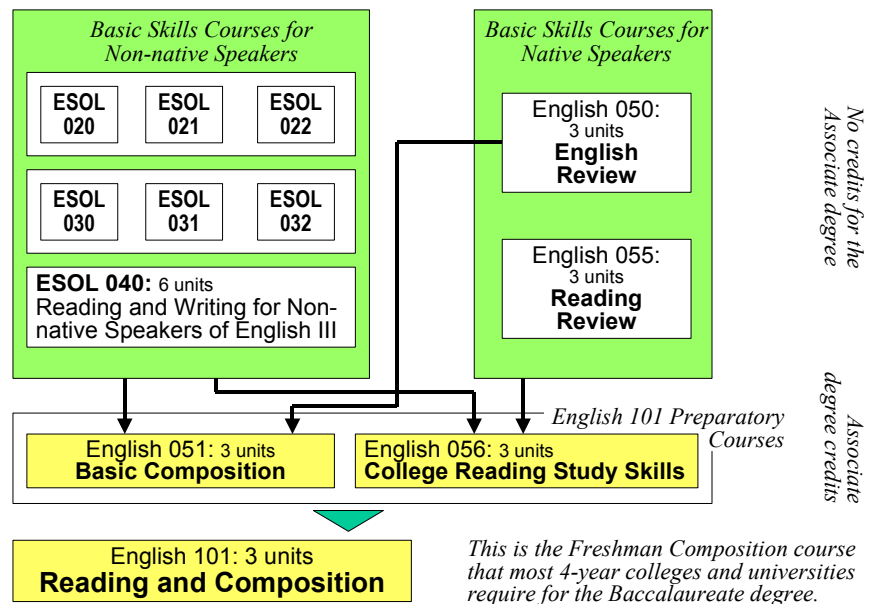 Basic Skills Courses for
Non-native Speakers
ESOL
020
ESOL
021
ESOL
022
ESOL
030
ESOL
031
ESOL
032
ESOL 040: 6 units
Reading and Writing for Non-
native Speakers of English III
Basic Skills Courses for
Native Speakers
English 050:
3 units
English
Review
English 055:
3 units
Reading
Review
No credits for the
Associate degree
English 101 Preparatory
Courses
English 051: 3 units
Basic Composition
English 056: 3 units
College Reading Study Skills
Associate
degree credits
English 101: 3 units
Reading and Composition
This is the Freshman Composition course
that most 4-year colleges and universities
require for the Baccalaureate degree.